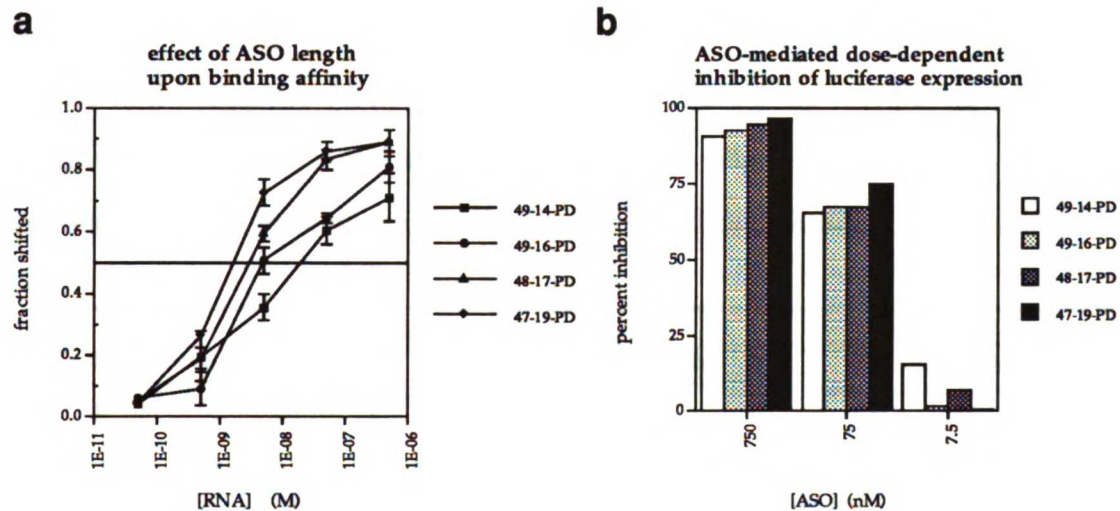 a
effect of ASO length
upon binding affinity
fraction shifted
1.0
0.8
0.6
0.4
0.2
0.0
1E-11
1E-10
1E-09
1E-08
1E-07
1E-06
[RNA] (M)
49-14-PD
49-16-PD
48-17-PD
47-19-PD
b
ASO-mediated dose-dependent
inhibition of luciferase expression
percent inhibition
100
75
50
25
0
750
75
7.5
[ASO] (nM)
49-14-PD
49-16-PD
48-17-PD
47-19-PD